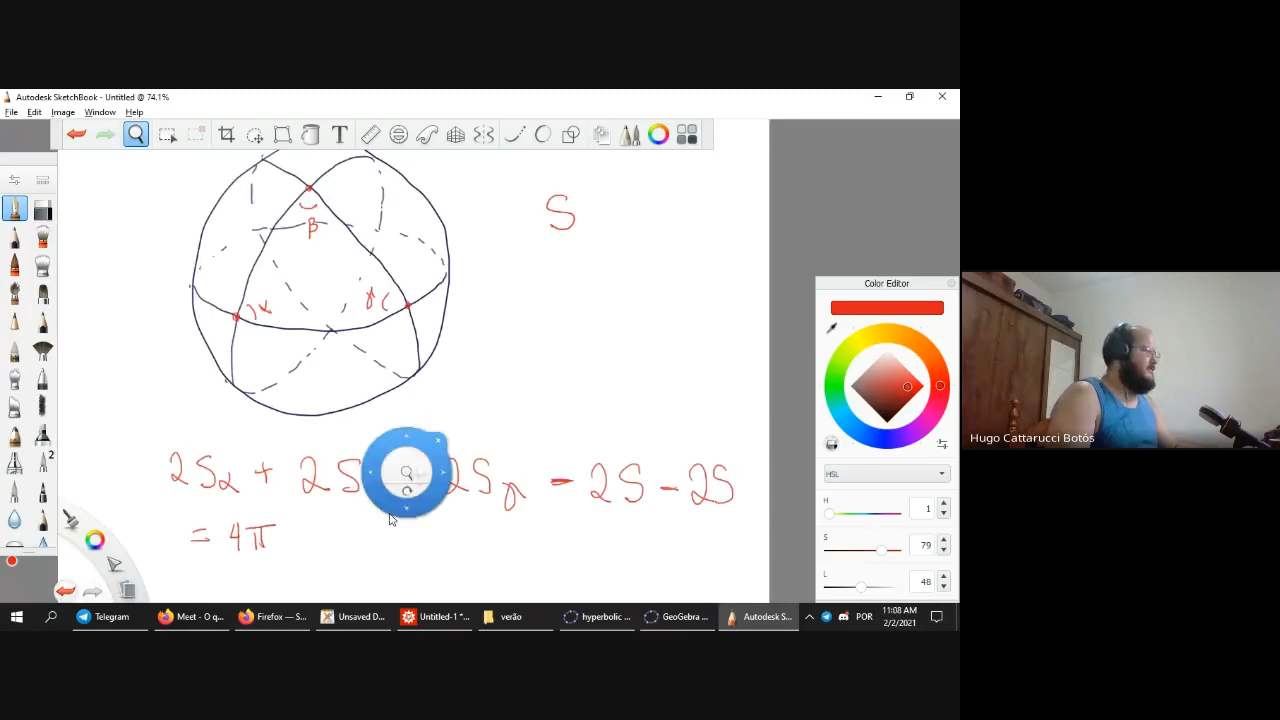 Autodesk SketchBook - Untitled @ 74.1%
File Edit Image Window Help
T
S
β
α
γ
2
2Sα + 2S 2Sγ - 2S - 2S
= 4π
Color Editor
HSL
H 1
S 79
L 48
Hugo Cattarucci Botós
Telegram
Meet - O q...
Firefox — S...
Unsaved D...
Untitled-1 *...
verão
hyperbolic ...
GeoGebra ...
Autodesk S...
POR
11:08 AM
2/2/2021